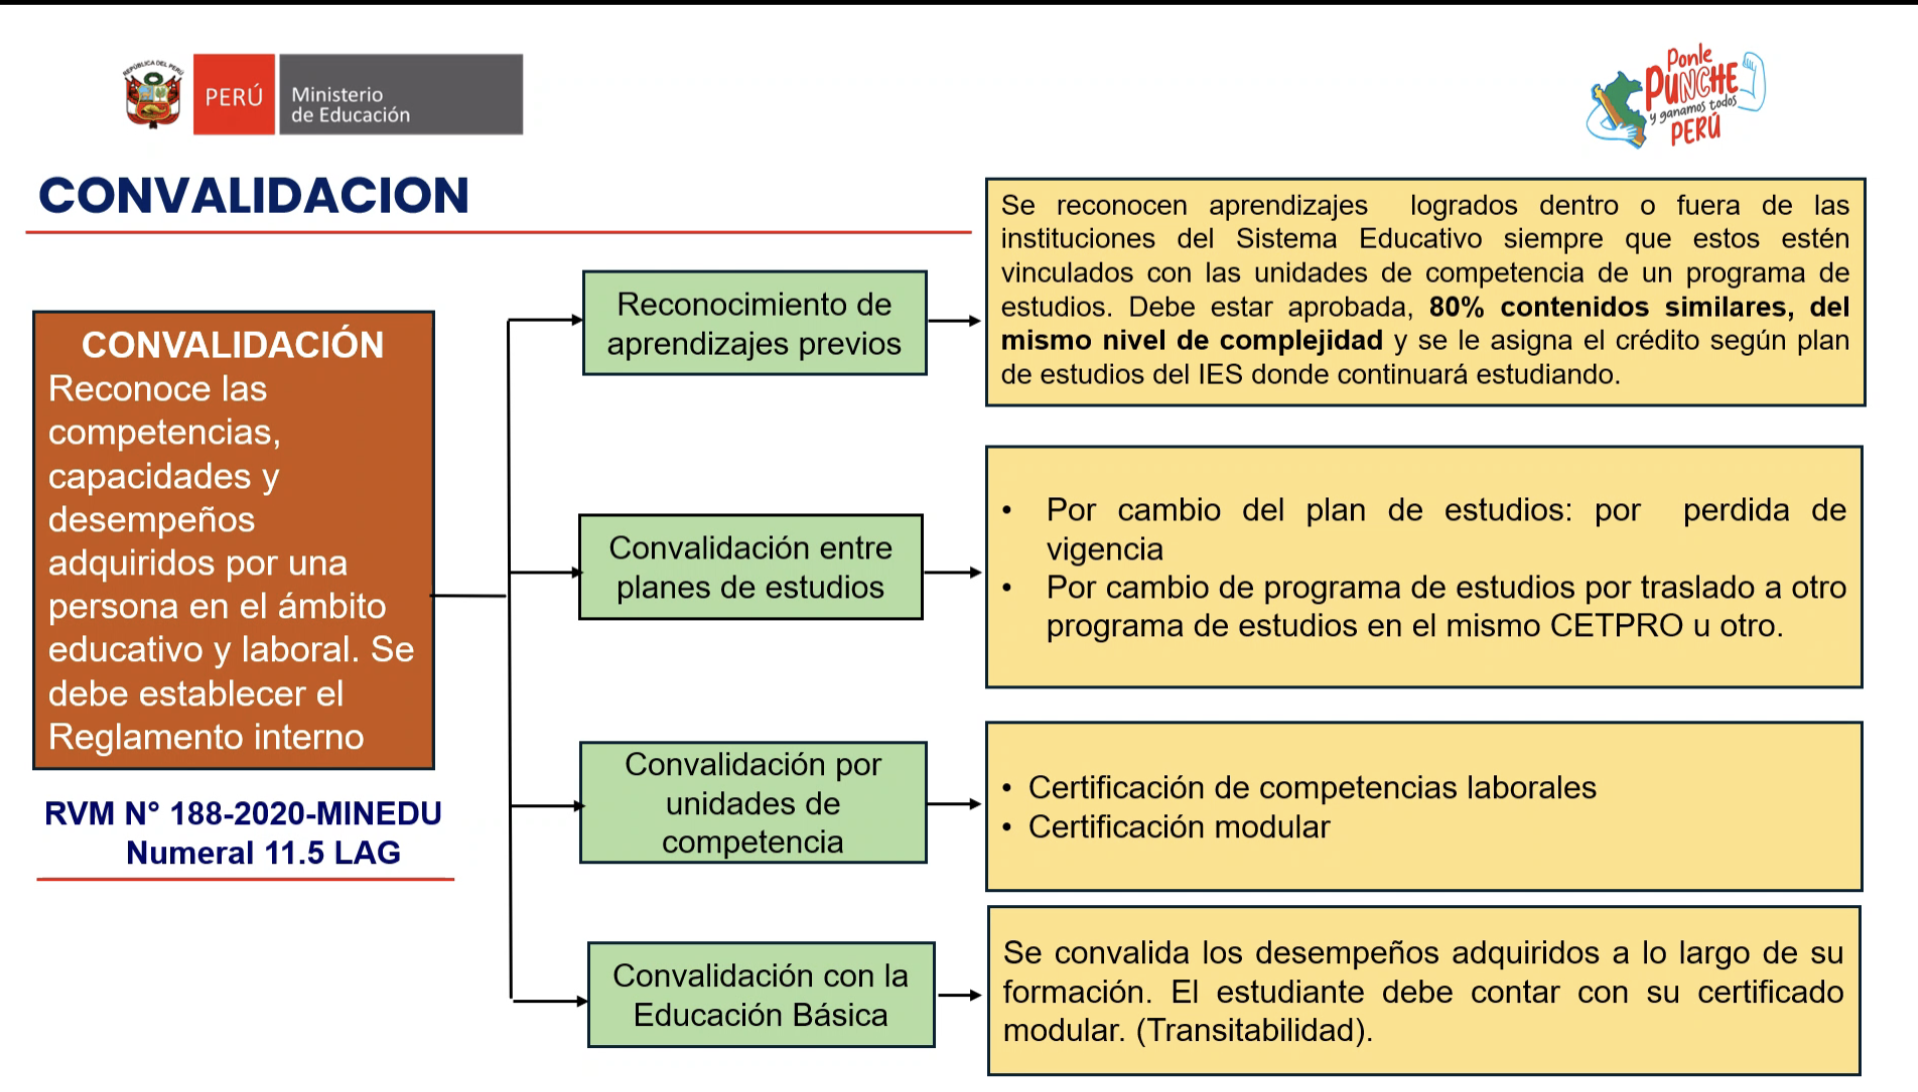 REPÚBLICA DEL PERÚ
PERÚ
Ministerio
de Educación
Ponle
PUNCHE
y ganamos todos
PERÚ
CONVALIDACION
CONVALIDACIÓN
Reconoce las
competencias,
capacidades y
desempeños
adquiridos por una
persona en el ámbito
educativo y laboral. Se
debe establecer el
Reglamento interno
RVM N° 188-2020-MINEDU
Numeral 11.5 LAG
Reconocimiento de
aprendizajes previos
Se reconocen aprendizajes logrados dentro o fuera de las
instituciones del Sistema Educativo siempre que estos estén
vinculados con las unidades de competencia de un programa de
estudios. Debe estar aprobada, 80% contenidos similares, del
mismo nivel de complejidad y se le asigna el crédito según plan
de estudios del IES donde continuará estudiando.
Convalidación entre
planes de estudios
• Por cambio del plan de estudios: por perdida de
vigencia
• Por cambio de programa de estudios por traslado a otro
programa de estudios en el mismo CETPRO u otro.
Convalidación por
unidades de
competencia
• Certificación de competencias laborales
• Certificación modular
Convalidación con la
Educación Básica
Se convalida los desempeños adquiridos a lo largo de su
formación. El estudiante debe contar con su certificado
modular. (Transitabilidad).